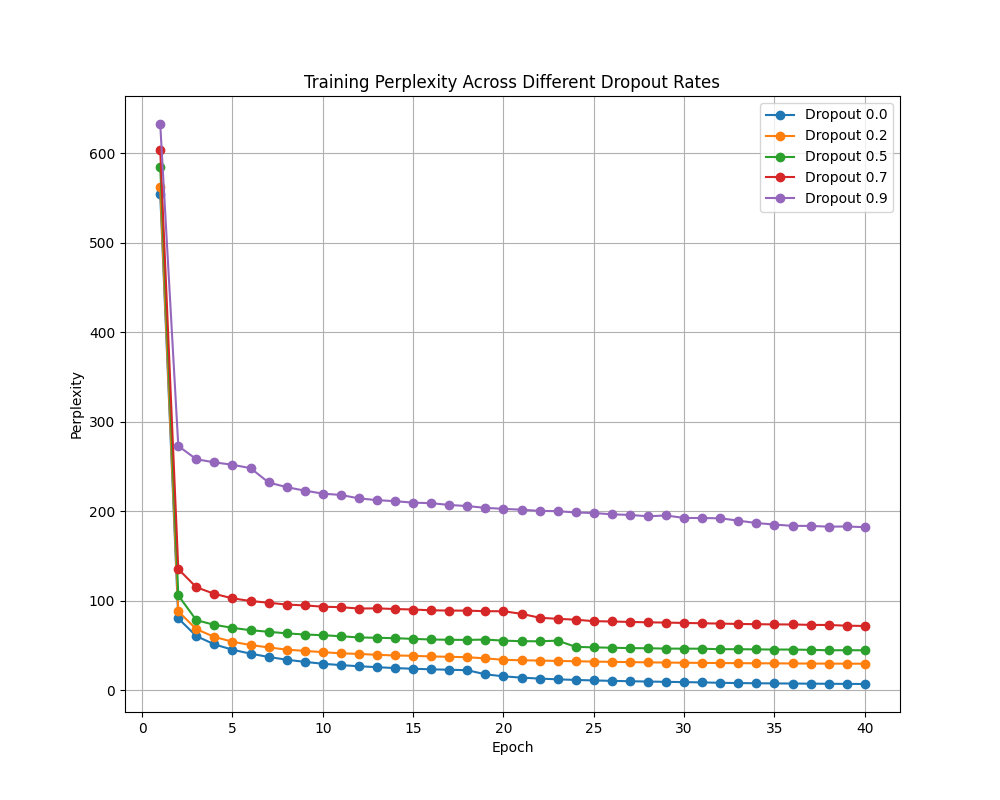 Training Perplexity Across Different Dropout Rates
Dropout 0.0
Dropout 0.2
Dropout 0.5
Dropout 0.7
Dropout 0.9
Perplexity
600
500
400
300
200
100
0
0 5 10 15 20 25 30 35 40
Epoch